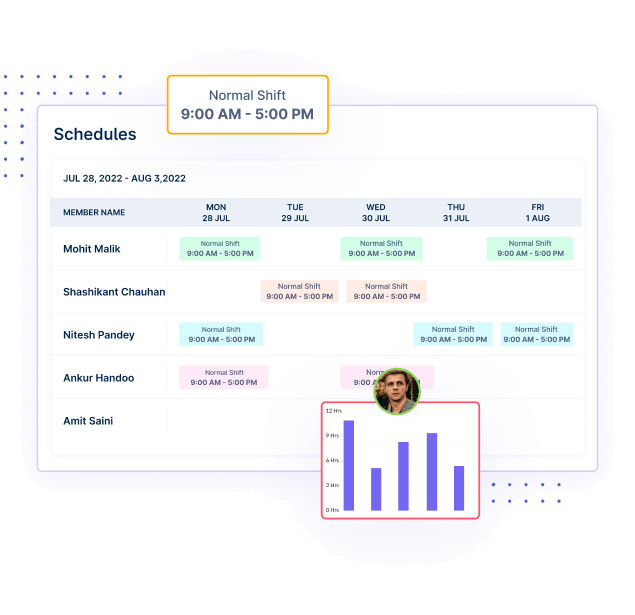 Normal Shift
9:00 AM - 5:00 PM
Schedules
JUL 28, 2022 - AUG 3,2022
MEMBER NAME
MON
28 JUL
TUE
29 JUL
WED
30 JUL
THU
31 JUL
FRI
1 AUG
Mohit Malik
Normal Shift
9:00 AM - 5:00 PM
Normal Shift
9:00 AM - 5:00 PM
Normal Shift
9:00 AM - 5:00 PM
Shashikant Chauhan
Normal Shift
9:00 AM - 5:00 PM
Normal Shift
9:00 AM - 5:00 PM
Nitesh Pandey
Normal Shift
9:00 AM - 5:00 PM
Normal Shift
9:00 AM - 5:00 PM
Normal Shift
9:00 AM - 5:00 PM
Ankur Handoo
Normal Shift
9:00 AM - 5:00 PM
9:00 A
Amit Saini
12 Hrs
9 Hrs
6 Hrs
3 Hrs
0 Hrs